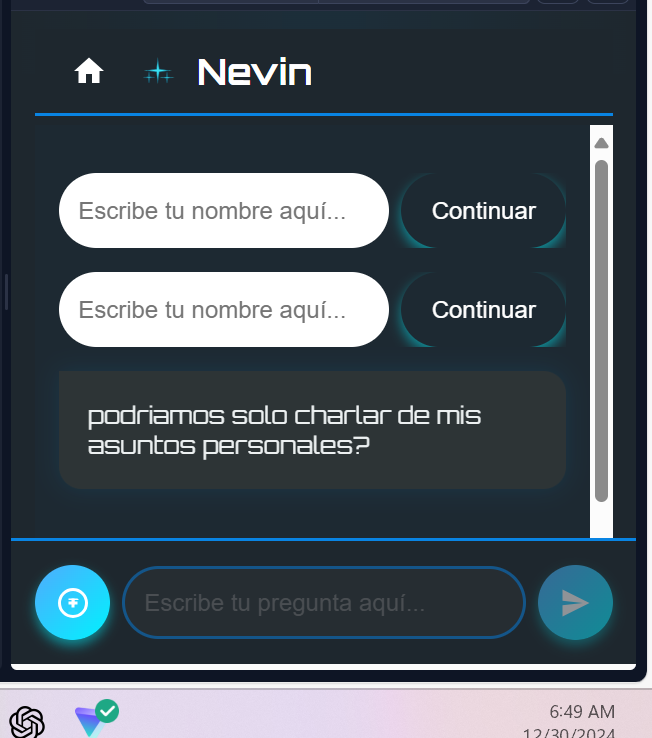 Nevin
Escribe tu nombre aquí...
Continuar
Escribe tu nombre aquí...
Continuar
podriamos solo charlar de mis
asuntos personales?
Escribe tu pregunta aquí...
6:49 AM
12/30/2024